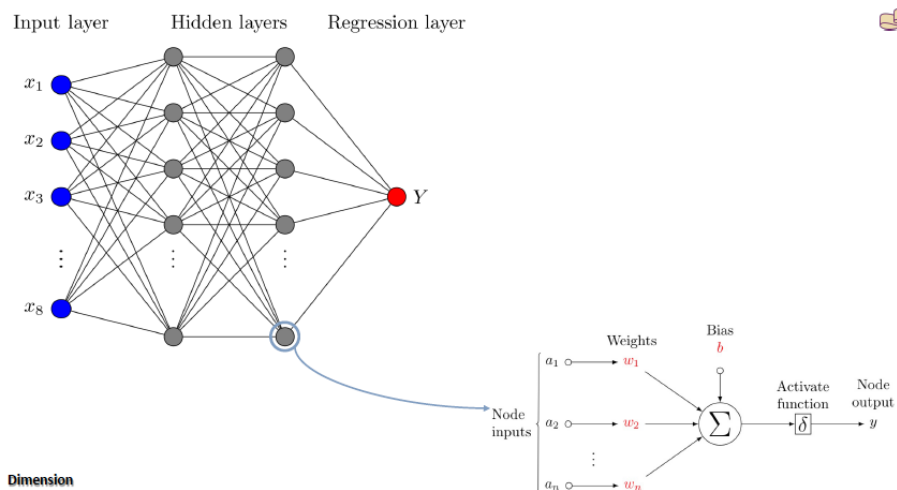 Input layer
Hidden layers
Regression layer
x1
x2
x3
⋮
x8
⋮
⋮
Y
Node
inputs
a1
a2
⋮
an
Weights
w1
w2
wn
Bias
b
∑
Activate
function
δ
Node
output
y
Dimension